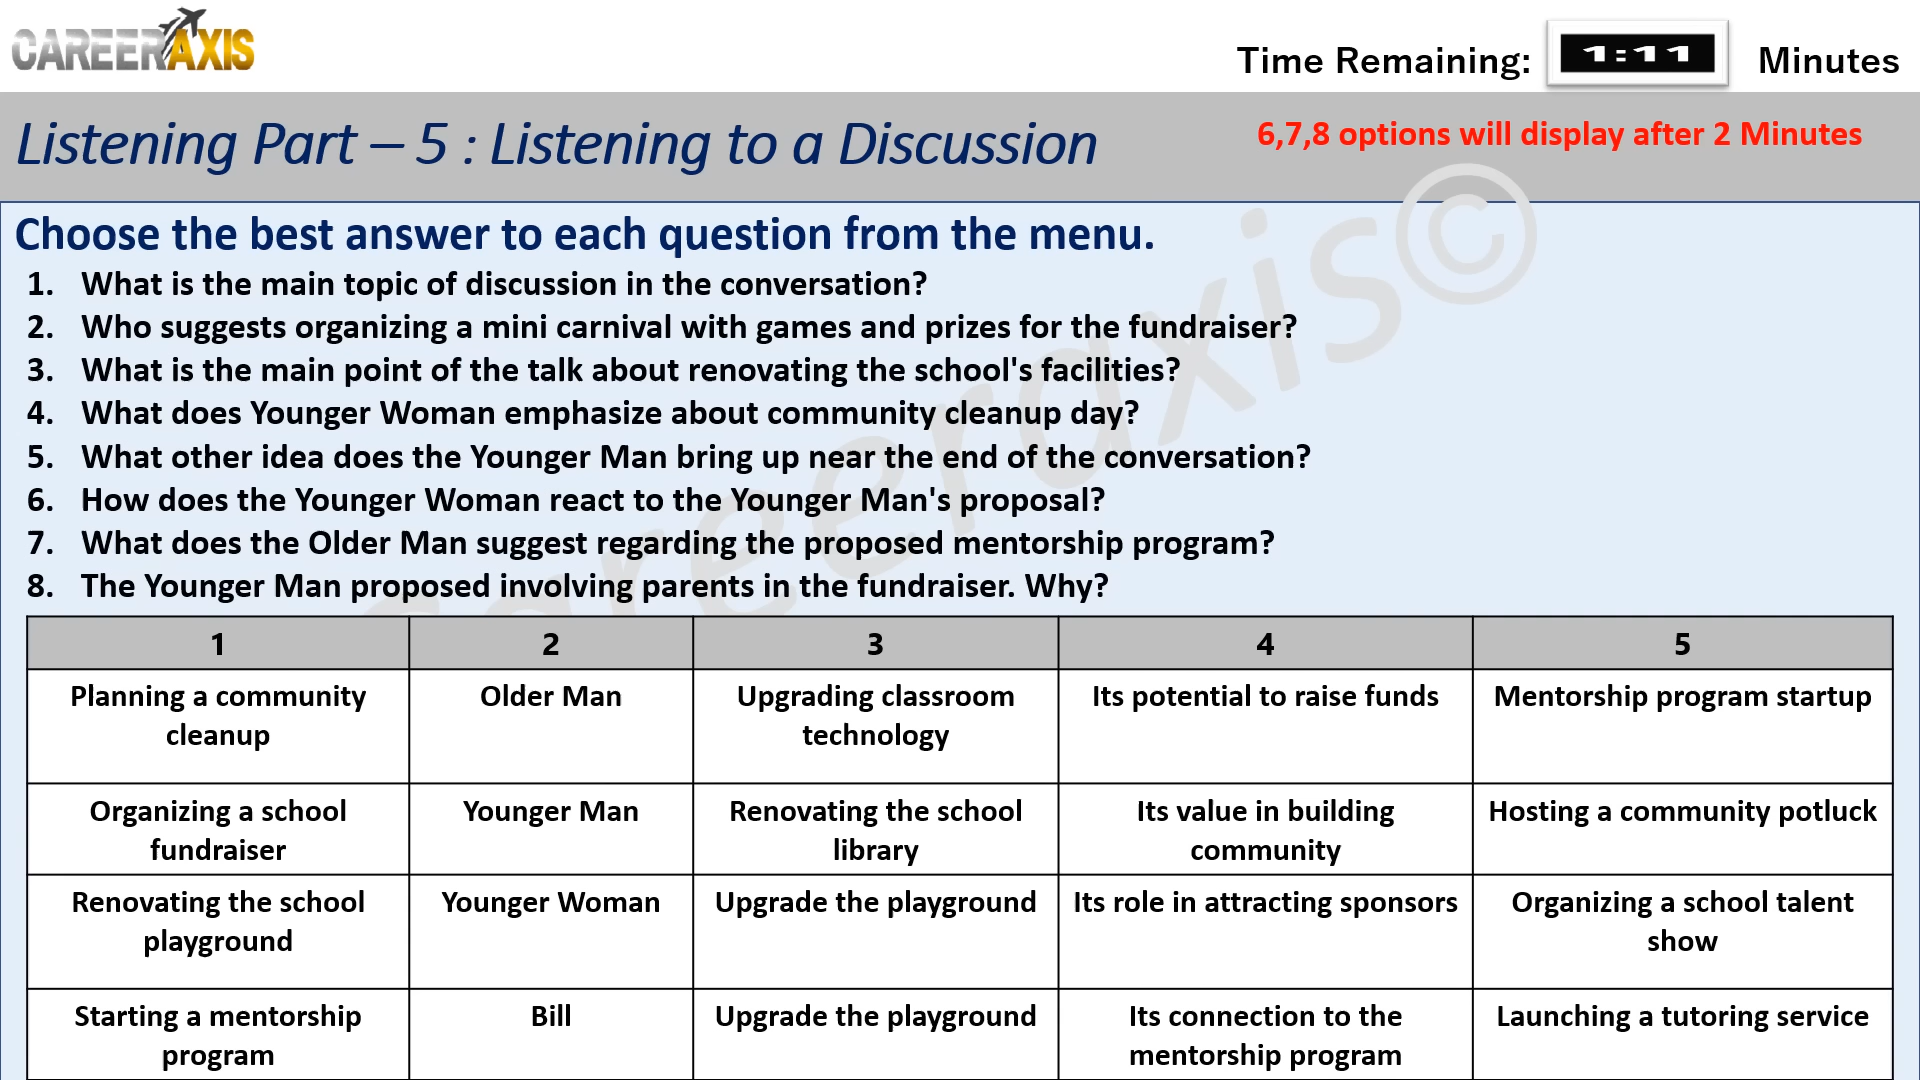 CAREERAXIS
Time Remaining: 1:11 Minutes
Listening Part – 5 : Listening to a Discussion
6,7,8 options will display after 2 Minutes
Choose the best answer to each question from the menu.
1. What is the main topic of discussion in the conversation?
2. Who suggests organizing a mini carnival with games and prizes for the fundraiser?
3. What is the main point of the talk about renovating the school's facilities?
4. What does Younger Woman emphasize about community cleanup day?
5. What other idea does the Younger Man bring up near the end of the conversation?
6. How does the Younger Woman react to the Younger Man's proposal?
7. What does the Older Man suggest regarding the proposed mentorship program?
8. The Younger Man proposed involving parents in the fundraiser. Why?
Careeraxis©
1 2 3 4 5
Planning a community
cleanup
Older Man
Upgrading classroom
technology
Its potential to raise funds
Mentorship program startup
Organizing a school
fundraiser
Younger Man
Renovating the school
library
Its value in building
community
Hosting a community potluck
Renovating the school
playground
Younger Woman
Upgrade the playground
Its role in attracting sponsors
Organizing a school talent
show
Starting a mentorship
program
Bill
Upgrade the playground
Its connection to the
mentorship program
Launching a tutoring service